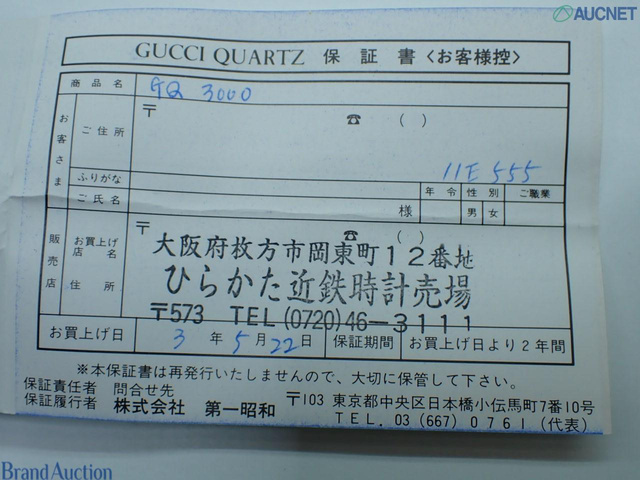 AUCNET
GUCCI QUARTZ 保証書〈お客様控〉
商品名 GQ 3000
お客さま
ご住所 〒 ☎ ( )
11E 555
ふりがな 年令 性別 ご職業
ご氏名 様 男 女
販売店
お買上げ店名 〒 ☎ ( )
住所
大阪府枚方市岡東町12番地
ひらかた近鉄時計売場
〒573 TEL(0720)46-3111
お買上げ日 3年5月22日 保証期間 お買上げ日より2年間
※本保証書は再発行いたしませんので、大切に保管して下さい。
保証責任者 問合せ先
保証履行者 株式会社 第一昭和 〒103 東京都中央区日本橋小伝馬町7番10号
TEL. 03 (667) 0761 (代表)
Brand Auction